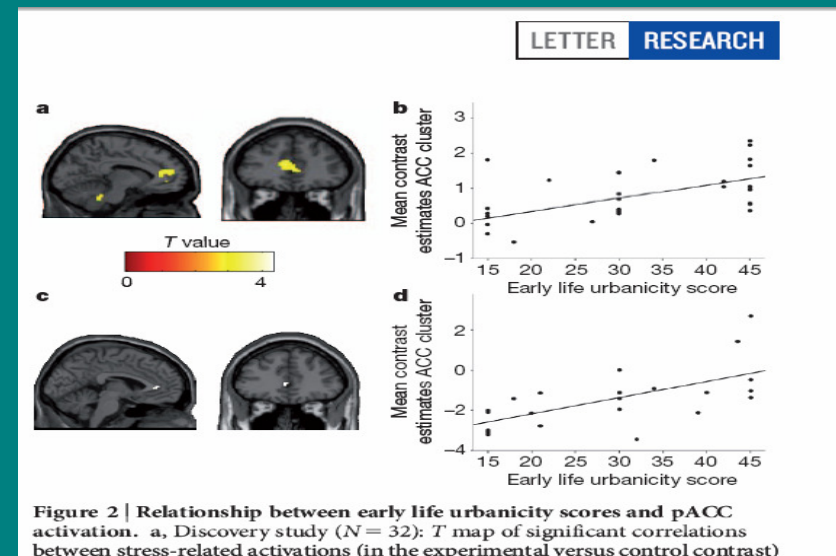 LETTER RESEARCH
a
T value
0 4
b
Mean contrast
estimates ACC cluster
3
2
1
0
–1
15 20 25 30 35 40 45
Early life urbanicity score
c
d
Mean contrast
estimates ACC cluster
2
0
–2
–4
15 20 25 30 35 40 45
Early life urbanicity score
Figure 2 | Relationship between early life urbanicity scores and pACC
activation. a, Discovery study (N = 32): T map of significant correlations
between stress-related activations (in the experimental versus control contrast)